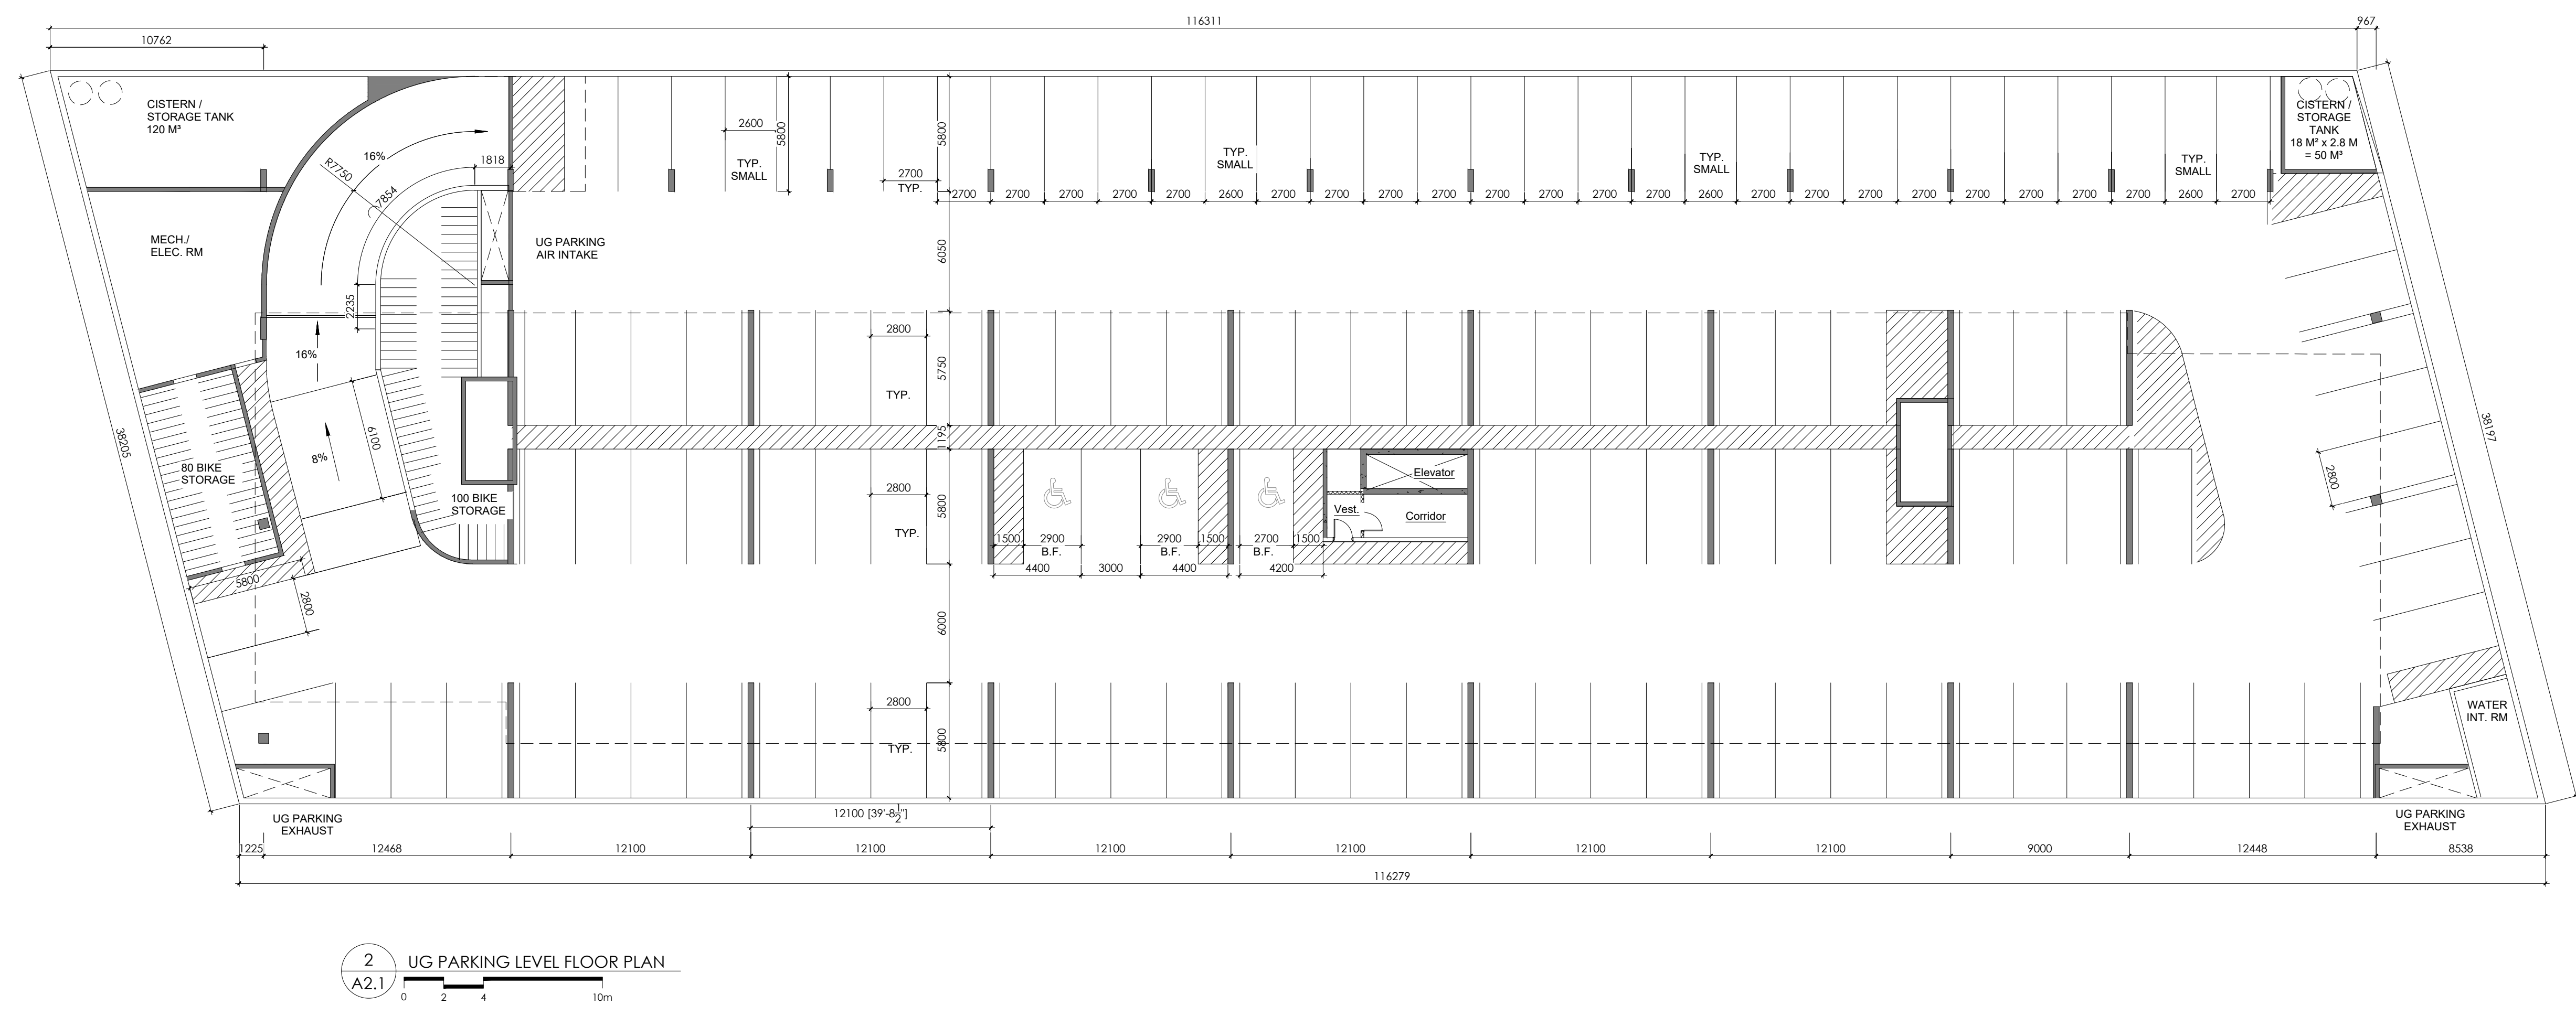 116311
967
10762
CISTERN /
STORAGE TANK
120 M³
16%
R7750
7854
1818
2600
5800
TYP.
SMALL
5800
2700
TYP.
TYP.
SMALL
TYP.
SMALL
TYP.
SMALL
CISTERN /
STORAGE
TANK
18 M² x 2.8 M
= 50 M³
2700 2700 2700 2700 2700 2600 2700 2700 2700 2700 2700 2700 2700 2700 2600 2700 2700 2700 2700 2700 2700 2700 2700 2600 2700
MECH./
ELEC. RM
UG PARKING
AIR INTAKE
6050
2235
16%
2800
5750
TYP.
38205
6100
8%
80 BIKE
STORAGE
100 BIKE
STORAGE
1195
38197
2800
Elevator
Vest.
Corridor
2800
5800
TYP.
1500 2900 2900 1500 2700 1500
B.F. B.F. B.F.
4400 3000 4400 4200
5800
2800
6000
2800
TYP.
5800
WATER
INT. RM
UG PARKING
EXHAUST
12100 [39'-8 1/2"]
UG PARKING
EXHAUST
1225 12468 12100 12100 12100 12100 12100 12100 9000 12448 8538
116279
2
A2.1
UG PARKING LEVEL FLOOR PLAN
0 2 4 10m